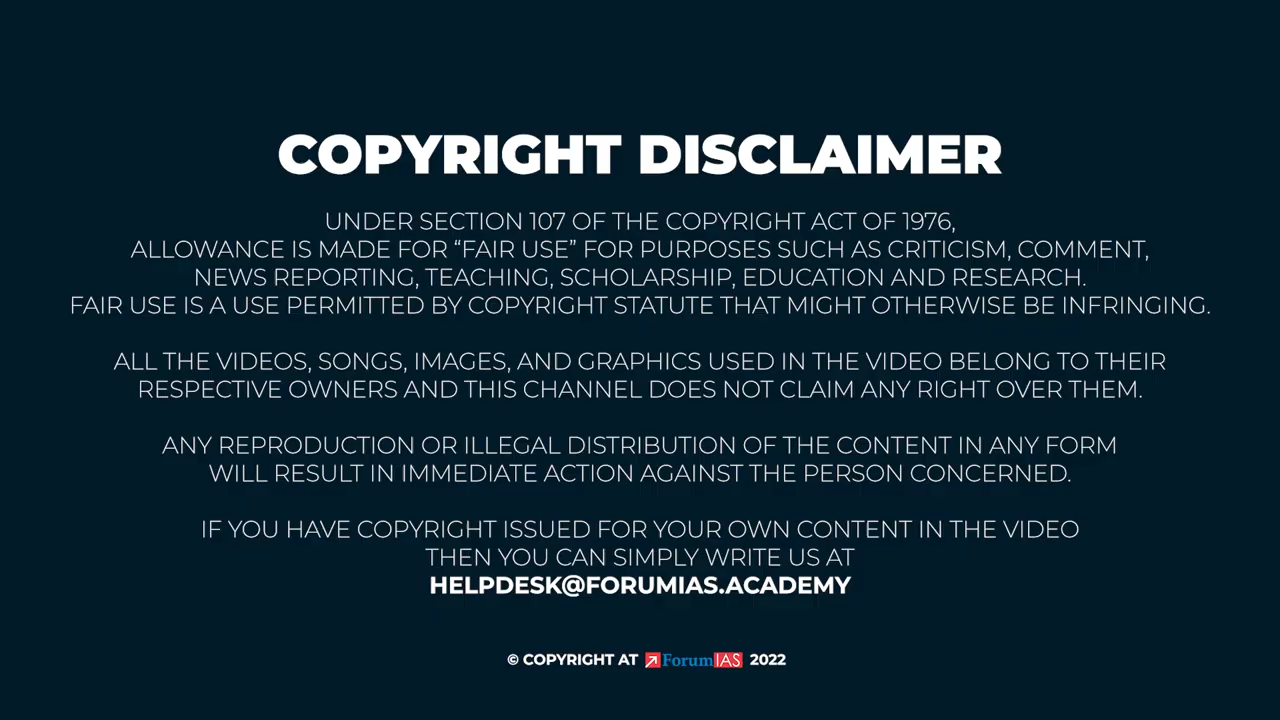 COPYRIGHT DISCLAIMER
UNDER SECTION 107 OF THE COPYRIGHT ACT OF 1976,
ALLOWANCE IS MADE FOR “FAIR USE” FOR PURPOSES SUCH AS CRITICISM, COMMENT,
NEWS REPORTING, TEACHING, SCHOLARSHIP, EDUCATION AND RESEARCH.
FAIR USE IS A USE PERMITTED BY COPYRIGHT STATUTE THAT MIGHT OTHERWISE BE INFRINGING.
ALL THE VIDEOS, SONGS, IMAGES, AND GRAPHICS USED IN THE VIDEO BELONG TO THEIR
RESPECTIVE OWNERS AND THIS CHANNEL DOES NOT CLAIM ANY RIGHT OVER THEM.
ANY REPRODUCTION OR ILLEGAL DISTRIBUTION OF THE CONTENT IN ANY FORM
WILL RESULT IN IMMEDIATE ACTION AGAINST THE PERSON CONCERNED.
IF YOU HAVE COPYRIGHT ISSUED FOR YOUR OWN CONTENT IN THE VIDEO
THEN YOU CAN SIMPLY WRITE US AT
HELPDESK@FORUMIAS.ACADEMY
© COPYRIGHT AT ForumIAS 2022